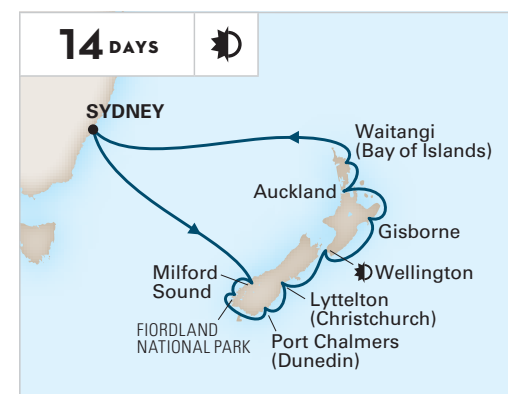 14 DAYS
SYDNEY
Waitangi
(Bay of Islands)
Auckland
Gisborne
Wellington
Milford
Sound
Lyttelton
(Christchurch)
FIORDLAND
NATIONAL PARK
Port Chalmers
(Dunedin)